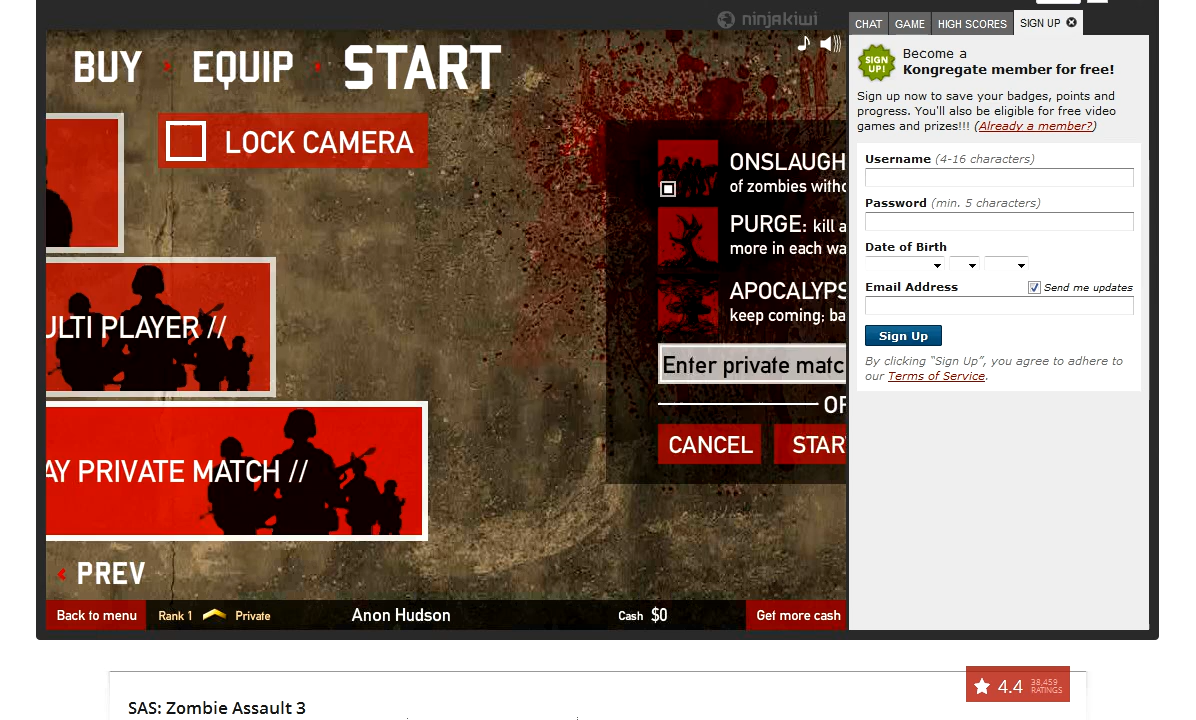 ninjakiwi
CHAT
GAME
HIGH SCORES
SIGN UP
BUY
EQUIP
START
LOCK CAMERA
ULTI PLAYER //
AY PRIVATE MATCH //
PREV
ONSLAUGH
of zombies witho
PURGE: kill a
more in each wa
APOCALYPS
keep coming; ba
Enter private matc
OR
CANCEL
STAR
Back to menu
Rank 1
Private
Anon Hudson
Cash $0
Get more cash
SIGN
UP!
Become a
Kongregate member for free!
Sign up now to save your badges, points and
progress. You'll also be eligible for free video
games and prizes!!! (Already a member?)
Username (4-16 characters)
Password (min. 5 characters)
Date of Birth
Email Address
Send me updates
Sign Up
By clicking “Sign Up”, you agree to adhere to
our Terms of Service.
4.4
38,459
RATINGS
SAS: Zombie Assault 3